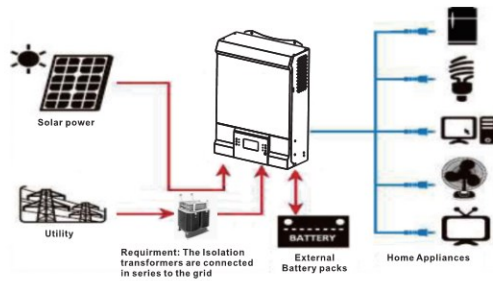 Solar power
Utility
Requirment: The Isolation
transformers are connected
in series to the grid
BATTERY
External
Battery packs
Home Appliances